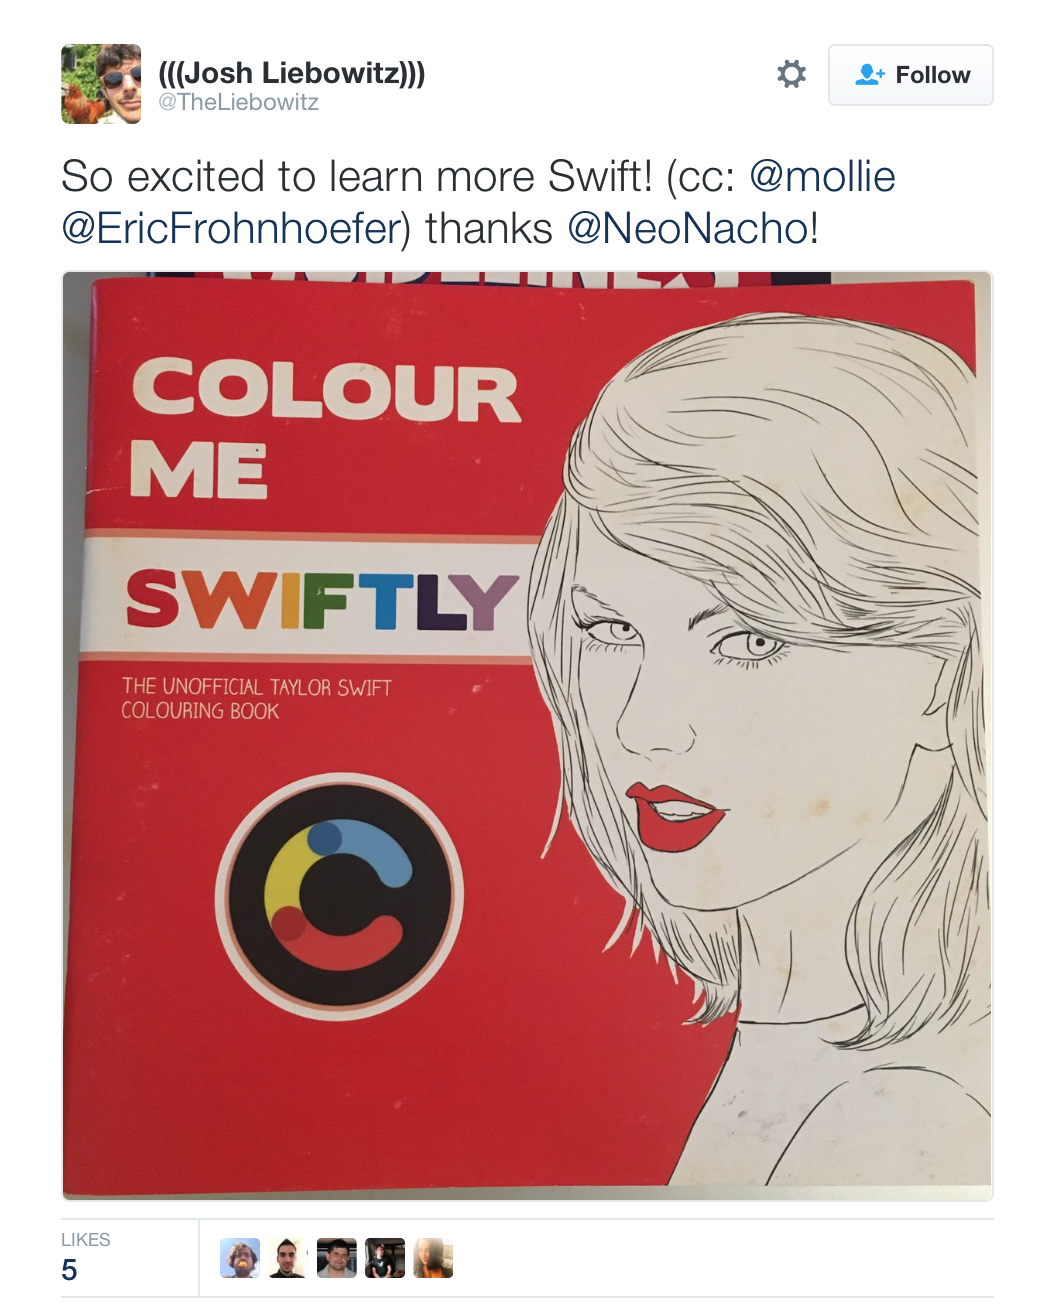 (((Josh Liebowitz)))
@TheLiebowitz
Follow
So excited to learn more Swift! (cc: @mollie
@EricFrohnhoefer) thanks @NeoNacho!
COLOUR
ME
SWIFTLY
THE UNOFFICIAL TAYLOR SWIFT
COLOURING BOOK
LIKES
5